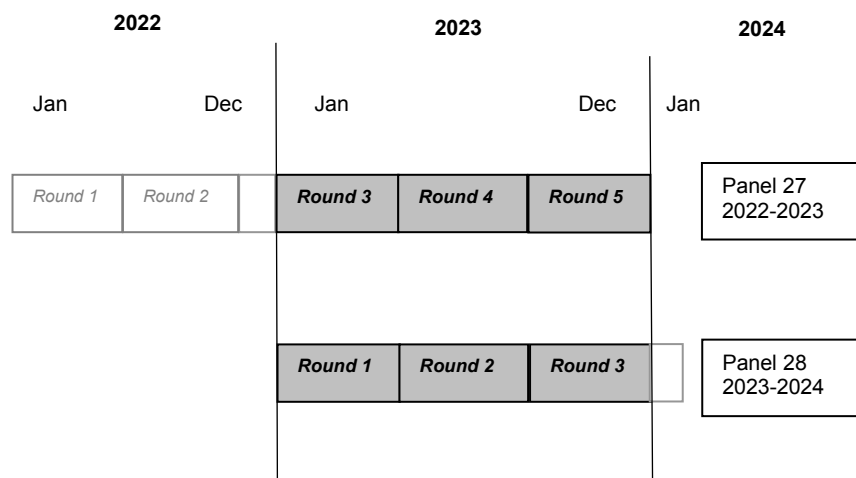 2022 2023 2024
Jan Dec Jan Dec Jan
Round 1 Round 2 Round 3 Round 4 Round 5
Panel 27
2022-2023
Round 1 Round 2 Round 3
Panel 28
2023-2024